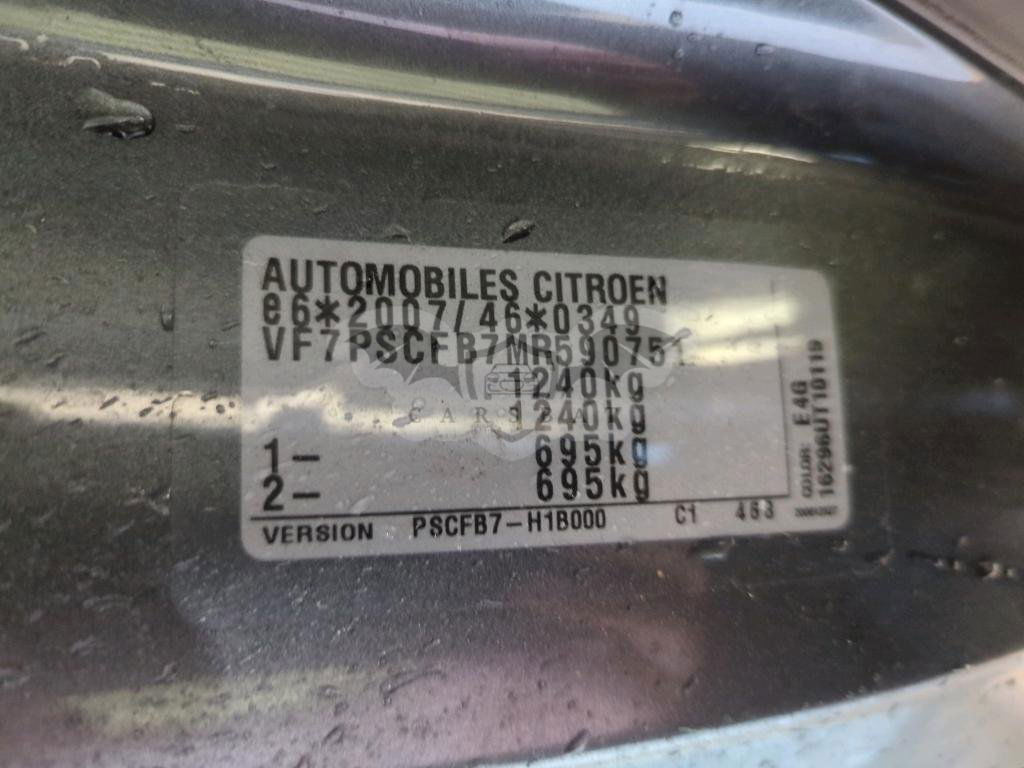 AUTOMOBILES CITROEN
e6*2007/46*0349
VF7PSCFB7MR590751
1240kg
1240kg
1- 695kg
2- 695kg
VERSION PSCFB7-H1B000 C1 468
COLOR: E4G
16296UT10119